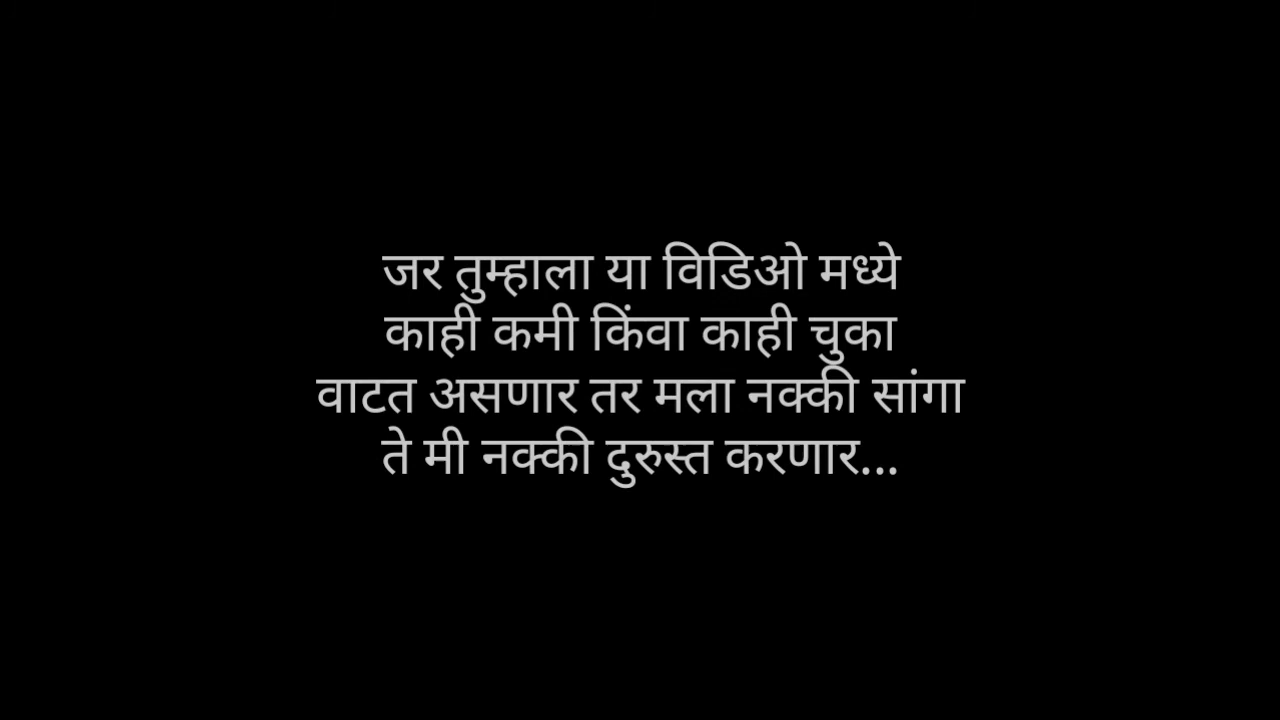 जर तुम्हाला या विडिओ मध्ये
काही कमी किंवा काही चुका
वाटत असणार तर मला नक्की सांगा
ते मी नक्की दुरुस्त करणार...